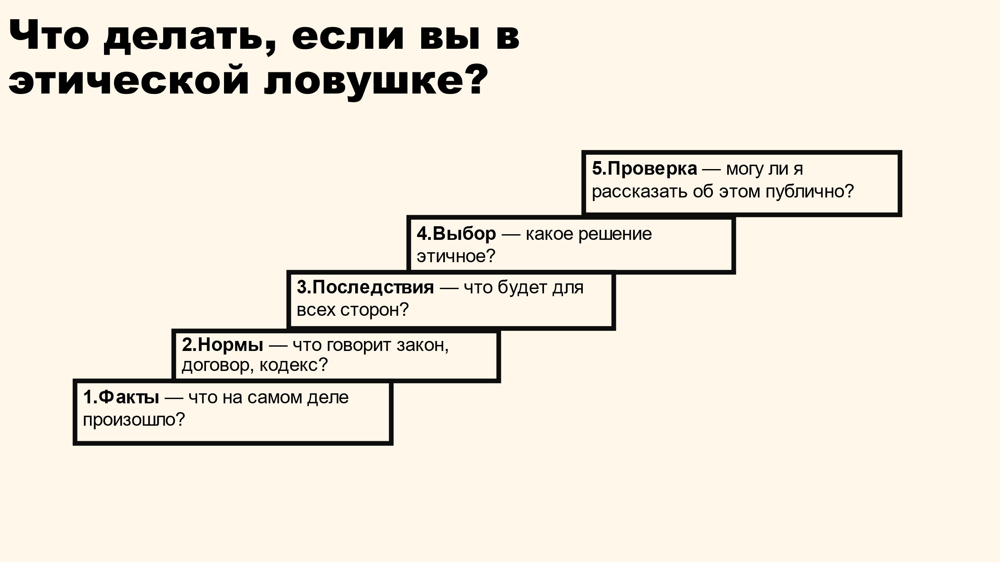 Что делать, если вы в
этической ловушке?
5.Проверка — могу ли я
рассказать об этом публично?
4.Выбор — какое решение
этичное?
3.Последствия — что будет для
всех сторон?
2.Нормы — что говорит закон,
договор, кодекс?
1.Факты — что на самом деле
произошло?